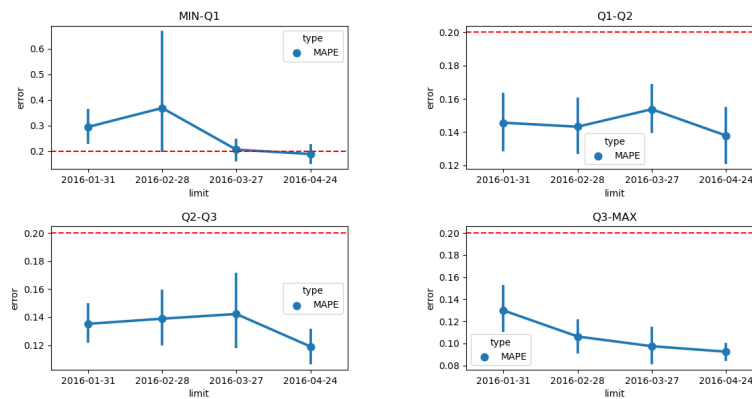 MIN-Q1
error
0.6
0.5
0.4
0.3
0.2
type
MAPE
2016-01-31 2016-02-28 2016-03-27 2016-04-24
limit
Q1-Q2
error
0.20
0.18
0.16
0.14
0.12
type
MAPE
2016-01-31 2016-02-28 2016-03-27 2016-04-24
limit
Q2-Q3
error
0.20
0.18
0.16
0.14
0.12
type
MAPE
2016-01-31 2016-02-28 2016-03-27 2016-04-24
limit
Q3-MAX
error
0.20
0.18
0.16
0.14
0.12
0.10
0.08
type
MAPE
2016-01-31 2016-02-28 2016-03-27 2016-04-24
limit